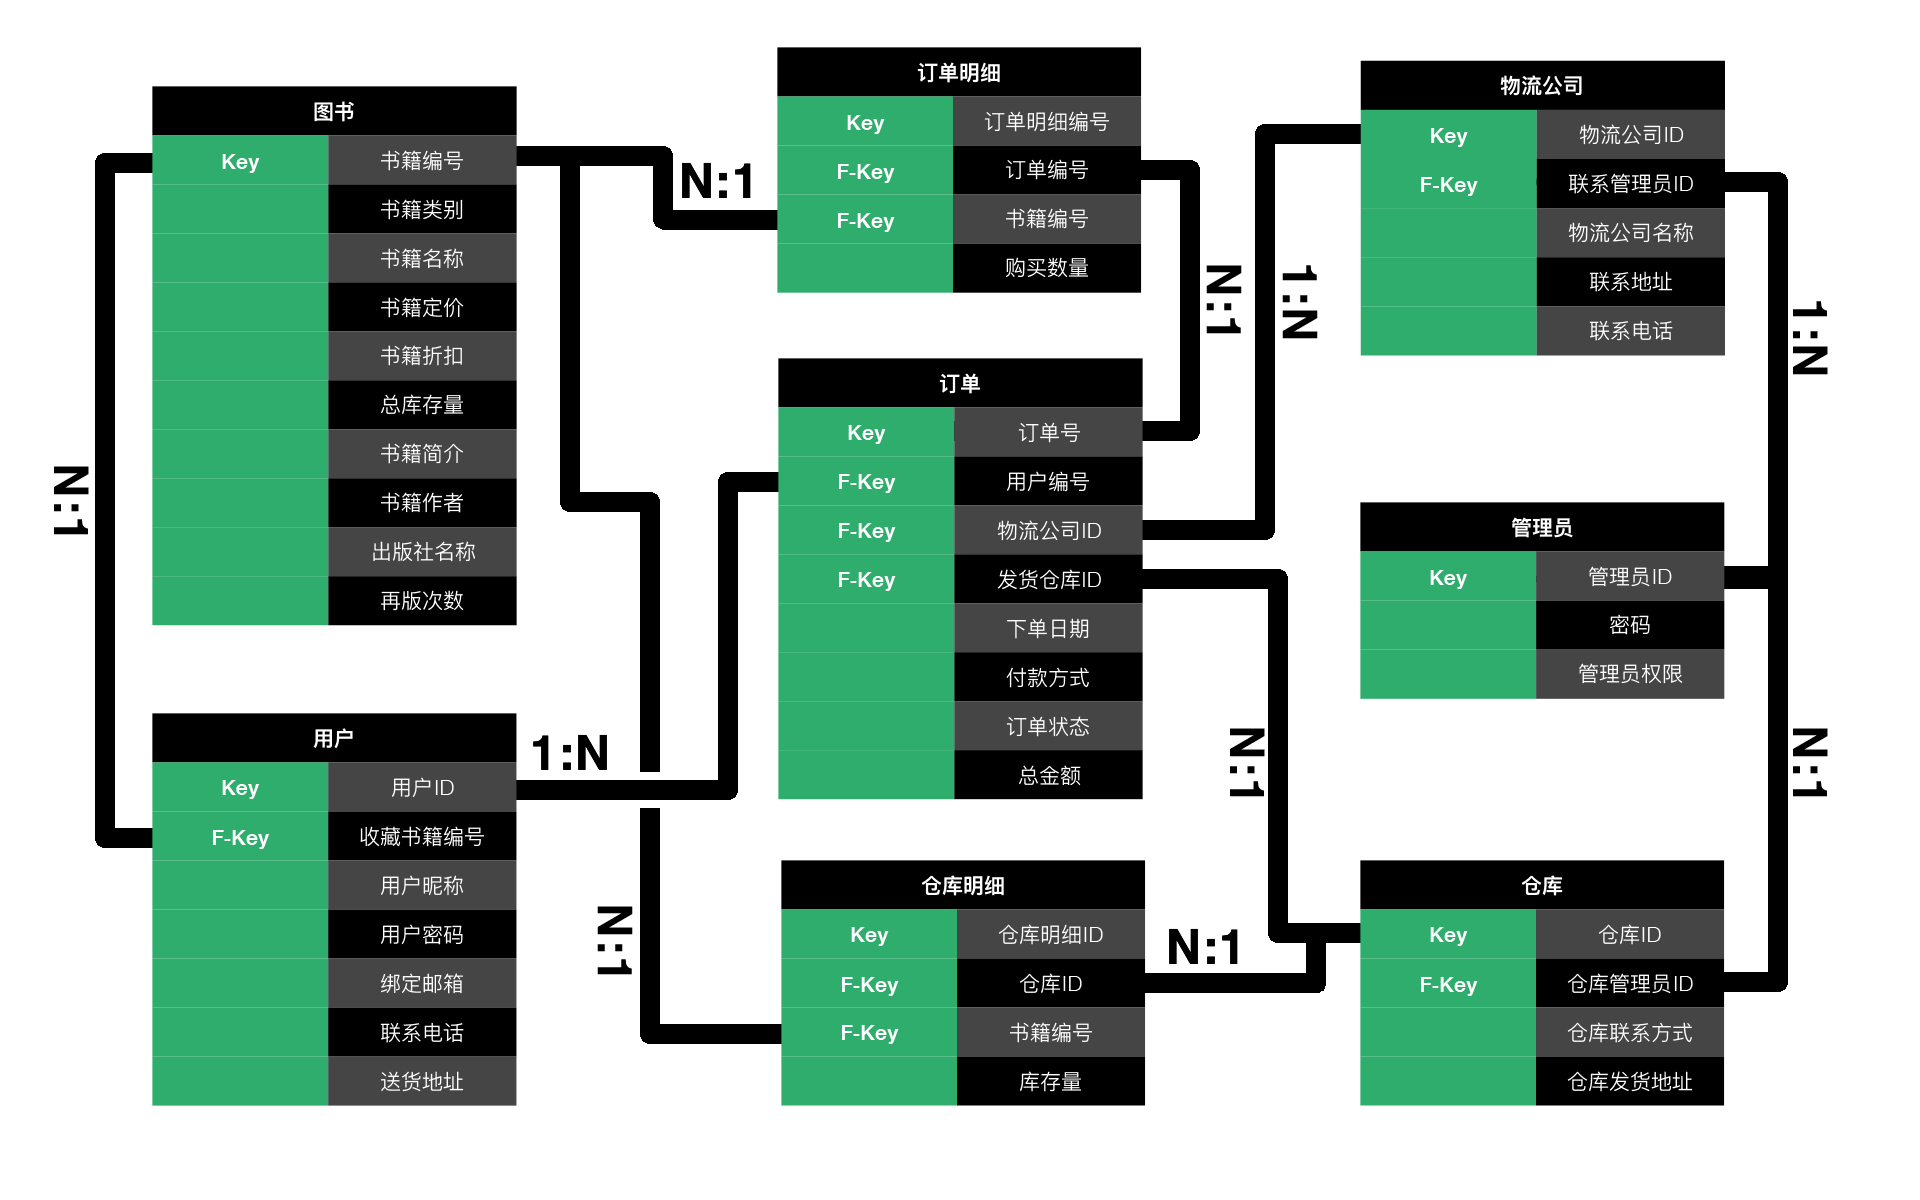 图书
Key 书籍编号
书籍类别
书籍名称
书籍定价
书籍折扣
总库存量
书籍简介
书籍作者
出版社名称
再版次数
用户
Key 用户ID
F-Key 收藏书籍编号
用户昵称
用户密码
绑定邮箱
联系电话
送货地址
订单明细
Key 订单明细编号
F-Key 订单编号
F-Key 书籍编号
购买数量
订单
Key 订单号
F-Key 用户编号
F-Key 物流公司ID
F-Key 发货仓库ID
下单日期
付款方式
订单状态
总金额
仓库明细
Key 仓库明细ID
F-Key 仓库ID
F-Key 书籍编号
库存量
物流公司
Key 物流公司ID
F-Key 联系管理员ID
物流公司名称
联系地址
联系电话
管理员
Key 管理员ID
密码
管理员权限
仓库
Key 仓库ID
F-Key 仓库管理员ID
仓库联系方式
仓库发货地址
N:1
N:1
1:N
N:1
N:1
1:N
N:1
N:1
1:N
N:1